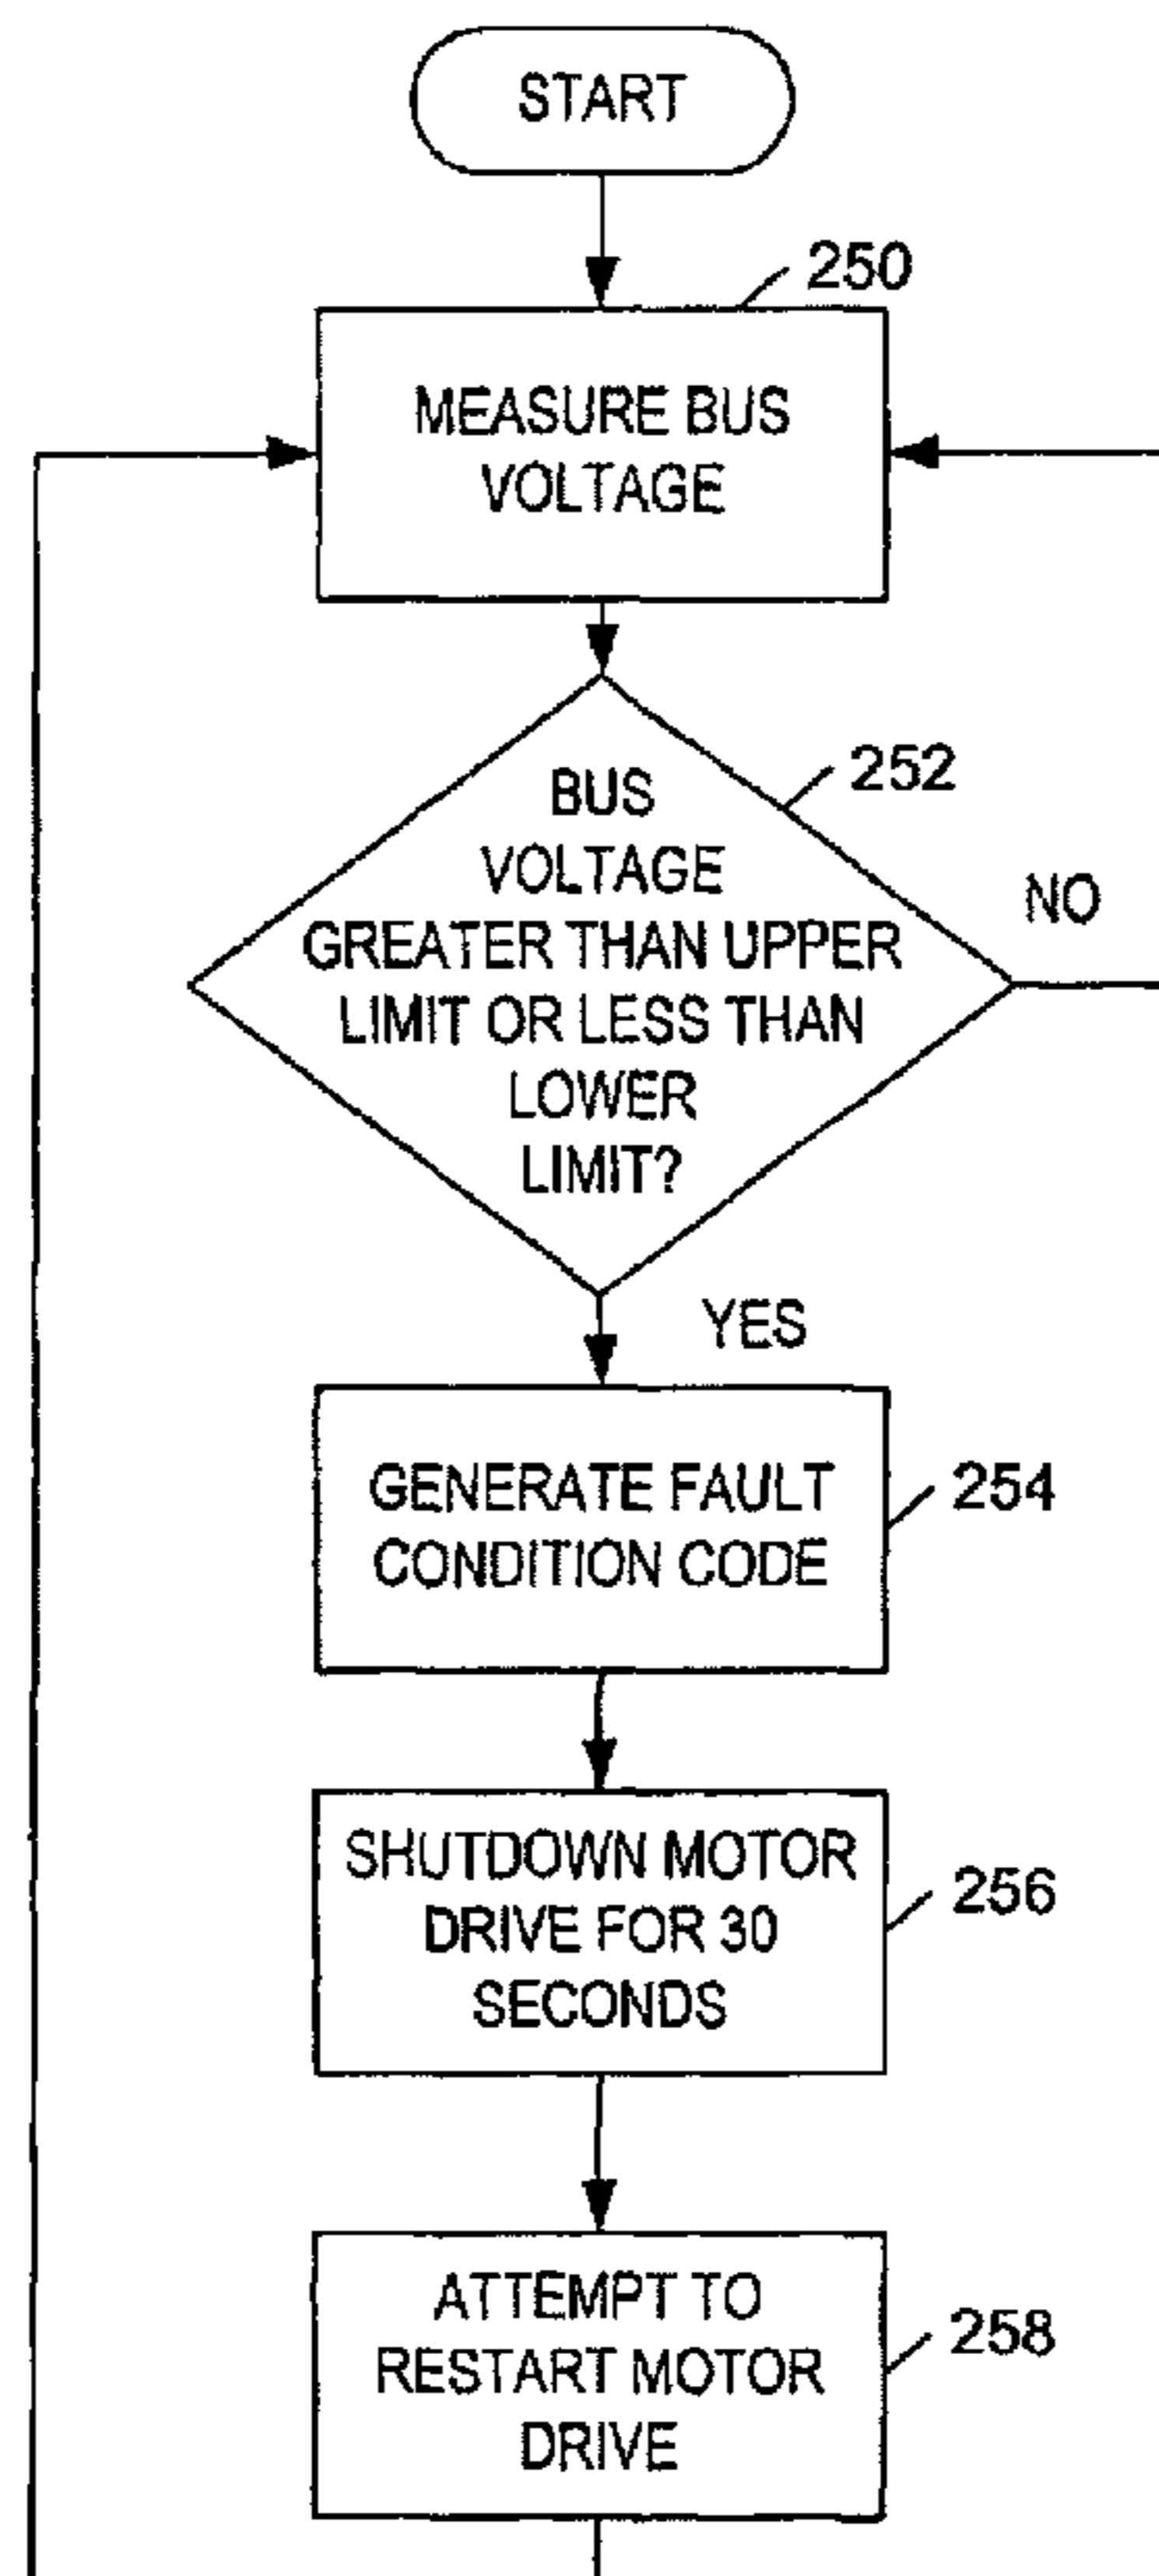 START
250
MEASURE BUS
VOLTAGE
252
BUS
VOLTAGE
GREATER THAN UPPER
LIMIT OR LESS THAN
LOWER
LIMIT?
NO
YES
GENERATE FAULT
CONDITION CODE
254
SHUTDOWN MOTOR
DRIVE FOR 30
SECONDS
256
ATTEMPT TO
RESTART MOTOR
DRIVE
258